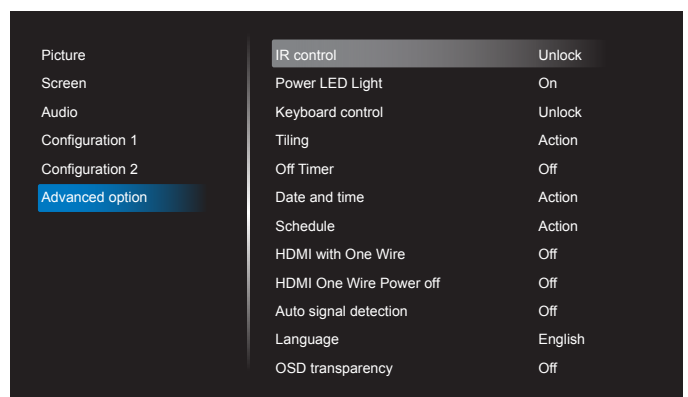 Picture
Screen
Audio
Configuration 1
Configuration 2
Advanced option
IR control Unlock
Power LED Light On
Keyboard control Unlock
Tiling Action
Off Timer Off
Date and time Action
Schedule Action
HDMI with One Wire Off
HDMI One Wire Power off Off
Auto signal detection Off
Language English
OSD transparency Off